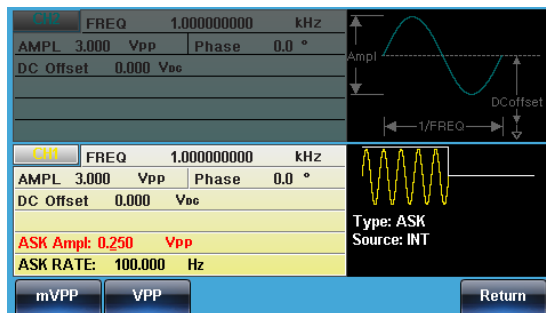 CH2 FREQ 1.000000000 kHz
AMPL 3.000 Vpp Phase 0.0 °
DC Offset 0.000 VDC
Ampl
DCoffset
1/FREQ
CH1 FREQ 1.000000000 kHz
AMPL 3.000 Vpp Phase 0.0 °
DC Offset 0.000 VDC
ASK Ampl: 0.250 Vpp
ASK RATE: 100.000 Hz
Type: ASK
Source: INT
mVPP VPP Return